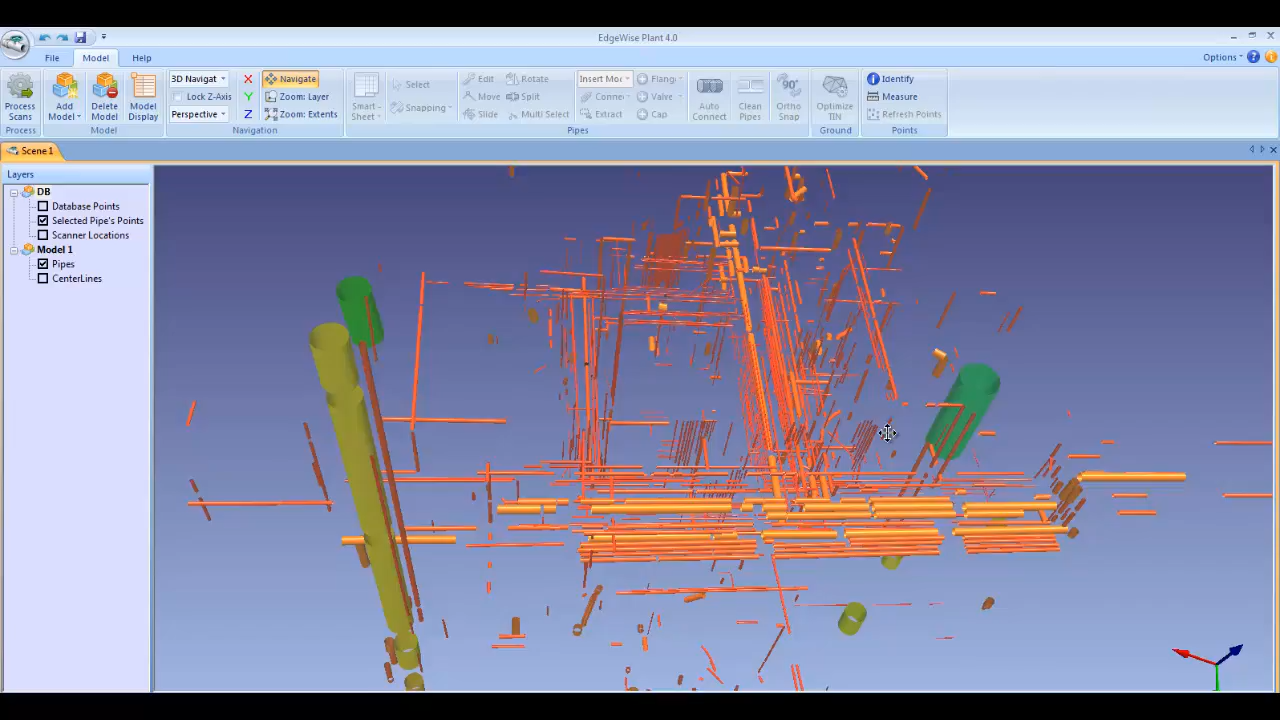 EdgeWise Plant 4.0
File Model Help Options
3D Navigat Navigate Select Edit Rotate Insert Moc Flang Identify
Lock Z-Axis Zoom: Layer Snapping Move Split Conne Valve Measure
Perspective Zoom: Extents Slide Multi Select Extract Cap Refresh Points
X
Y
Z
Process Scans
Add Model
Delete Model
Model Display
Smart-Sheet
Auto Connect
Clean Pipes
90°
Ortho Snap
Optimize TIN
Process Model Navigation Pipes Ground Points
Scene 1
Layers
DB
Database Points
Selected Pipe's Points
Scanner Locations
Model 1
Pipes
CenterLines